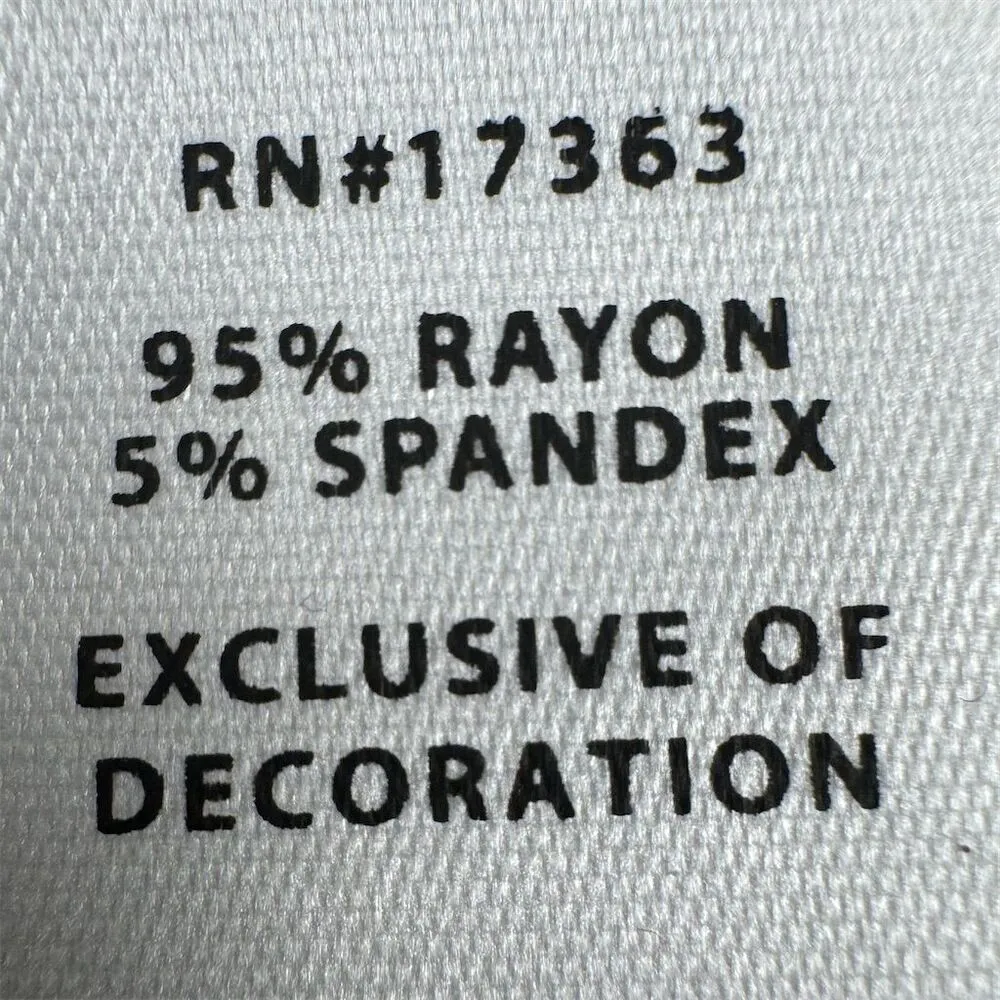 RN#17363
95% RAYON
5% SPANDEX
EXCLUSIVE OF
DECORATION